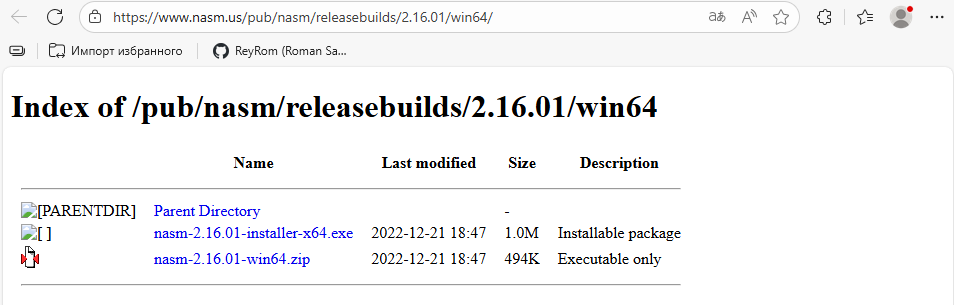 https://www.nasm.us/pub/nasm/releasebuilds/2.16.01/win64/ аあ A
Импорт избранного ReyRom (Roman Sa...
Index of /pub/nasm/releasebuilds/2.16.01/win64
Name Last modified Size Description
[PARENTDIR] Parent Directory -
[ ] nasm-2.16.01-installer-x64.exe 2022-12-21 18:47 1.0M Installable package
nasm-2.16.01-win64.zip 2022-12-21 18:47 494K Executable only